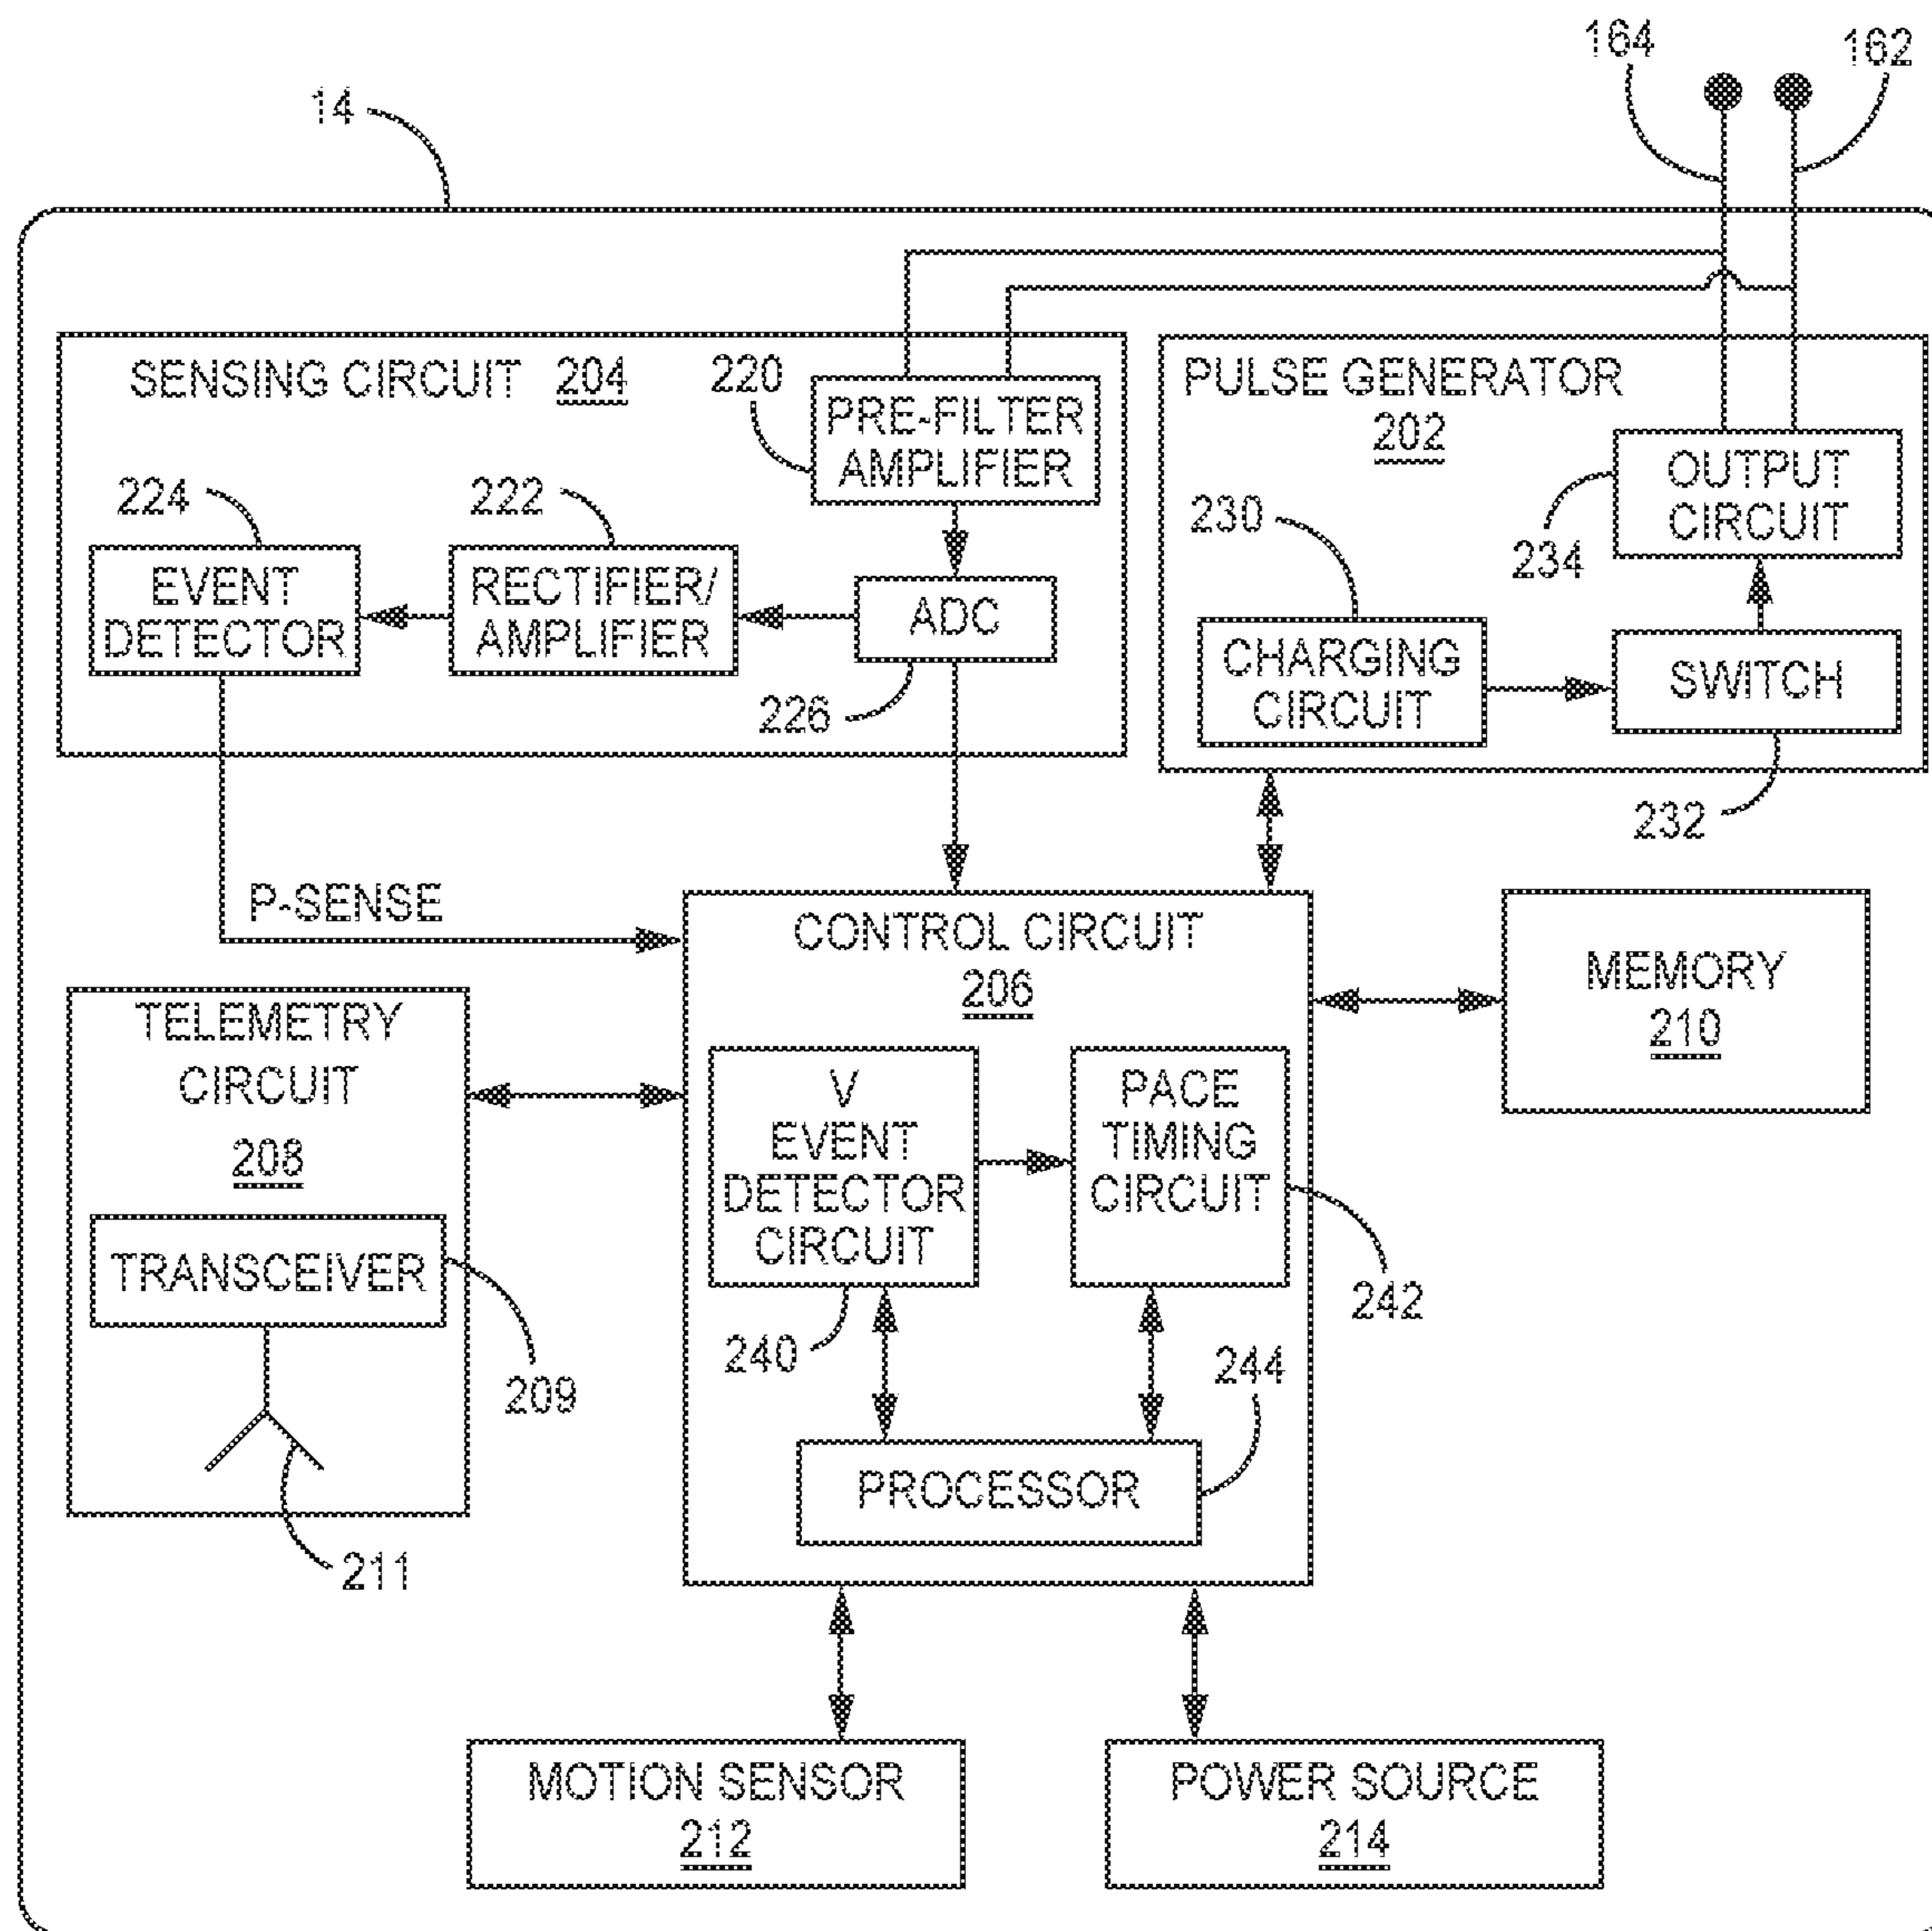 164
162
14
SENSING CIRCUIT 204
220
PRE-FILTER
AMPLIFIER
224
222
EVENT
DETECTOR
RECTIFIER/
AMPLIFIER
ADC
226
PULSE GENERATOR
202
OUTPUT
CIRCUIT
230
234
CHARGING
CIRCUIT
SWITCH
232
P-SENSE
CONTROL CIRCUIT
206
MEMORY
210
TELEMETRY
CIRCUIT
208
TRANSCEIVER
209
211
V
EVENT
DETECTOR
CIRCUIT
PACE
TIMING
CIRCUIT
240
242
244
PROCESSOR
MOTION SENSOR
212
POWER SOURCE
214